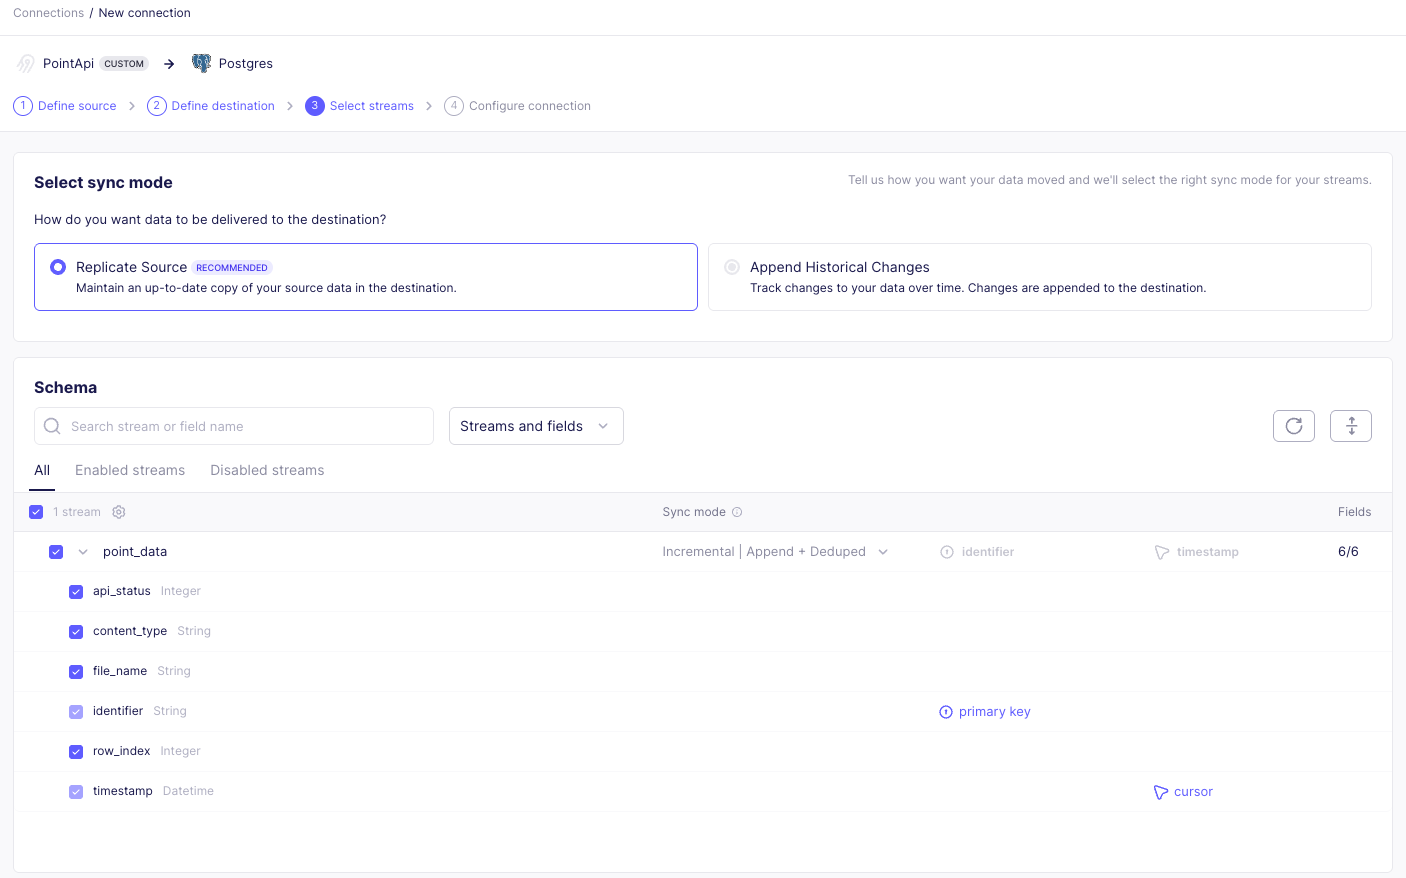 Connections / New connection
PointApi CUSTOM → Postgres
1 Define source > 2 Define destination > 3 Select streams > 4 Configure connection
Select sync mode
Tell us how you want your data moved and we'll select the right sync mode for your streams.
How do you want data to be delivered to the destination?
Replicate Source RECOMMENDED
Maintain an up-to-date copy of your source data in the destination.
Append Historical Changes
Track changes to your data over time. Changes are appended to the destination.
Schema
Search stream or field name
Streams and fields
All Enabled streams Disabled streams
1 stream Sync mode Fields
point_data Incremental | Append + Deduped identifier timestamp 6/6
api_status Integer
content_type String
file_name String
identifier String primary key
row_index Integer
timestamp Datetime cursor